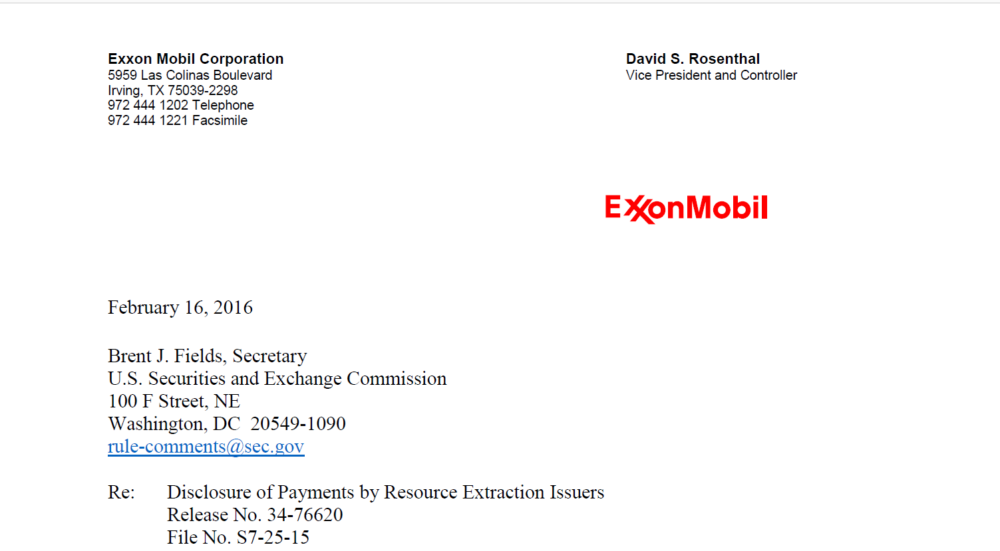 Exxon Mobil Corporation
5959 Las Colinas Boulevard
Irving, TX 75039-2298
972 444 1202 Telephone
972 444 1221 Facsimile
David S. Rosenthal
Vice President and Controller
ExxonMobil
February 16, 2016
Brent J. Fields, Secretary
U.S. Securities and Exchange Commission
100 F Street, NE
Washington, DC  20549-1090
rule-comments@sec.gov
Re: Disclosure of Payments by Resource Extraction Issuers
Release No. 34-76620
File No. S7-25-15